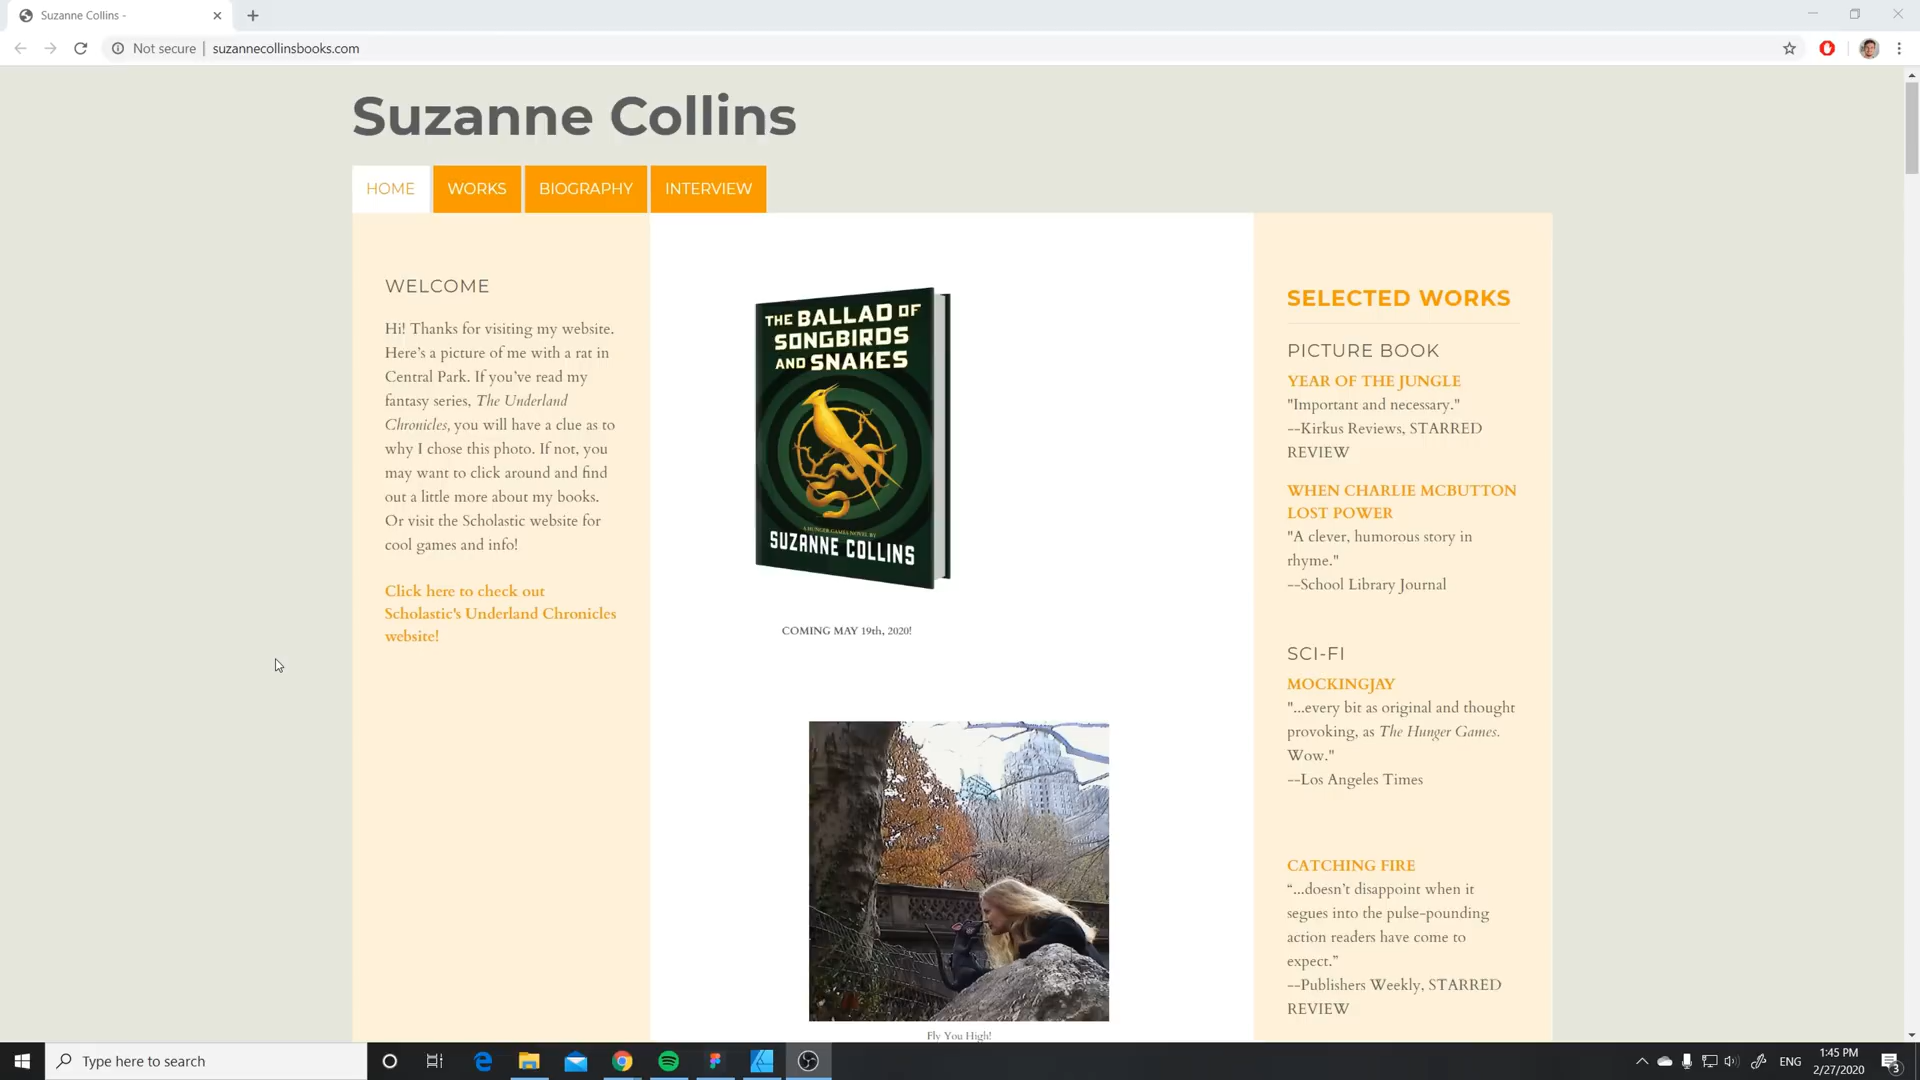 Suzanne Collins -
Not secure
suzannecollinsbooks.com
Suzanne Collins
HOME
WORKS
BIOGRAPHY
INTERVIEW
WELCOME
Hi! Thanks for visiting my website.
Here’s a picture of me with a rat in
Central Park. If you’ve read my
fantasy series, The Underland
Chronicles, you will have a clue as to
why I chose this photo. If not, you
may want to click around and find
out a little more about my books.
Or visit the Scholastic website for
cool games and info!
Click here to check out
Scholastic's Underland Chronicles
website!
THE BALLAD OF
SONGBIRDS
AND SNAKES
A HUNGER GAMES NOVEL BY
SUZANNE COLLINS
COMING MAY 19th, 2020!
Fly You High!
SELECTED WORKS
PICTURE BOOK
YEAR OF THE JUNGLE
"Important and necessary."
--Kirkus Reviews, STARRED
REVIEW
WHEN CHARLIE MCBUTTON
LOST POWER
"A clever, humorous story in
rhyme."
--School Library Journal
SCI-FI
MOCKINGJAY
"...every bit as original and thought
provoking, as The Hunger Games.
Wow."
--Los Angeles Times
CATCHING FIRE
“...doesn’t disappoint when it
segues into the pulse-pounding
action readers have come to
expect.”
--Publishers Weekly, STARRED
REVIEW
Type here to search
ENG
1:45 PM
2/27/2020
3